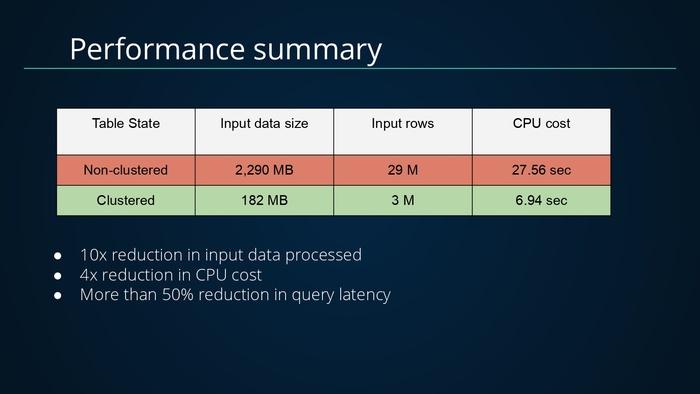 Performance summary
Table State Input data size Input rows CPU cost
Non-clustered 2,290 MB 29 M 27.56 sec
Clustered 182 MB 3 M 6.94 sec
● 10x reduction in input data processed
● 4x reduction in CPU cost
● More than 50% reduction in query latency